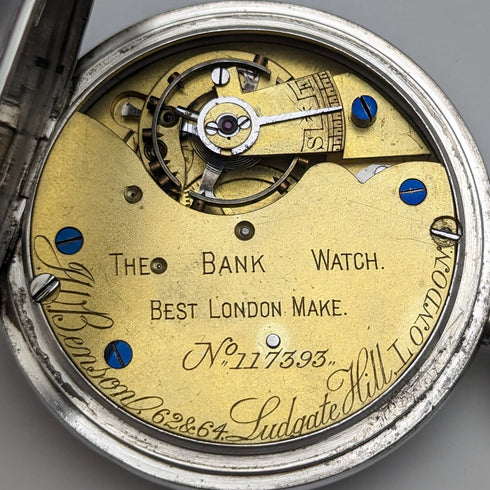 S
THE BANK WATCH.
BEST LONDON MAKE.
No. 117393.
J.W. Benson, 62 & 64, Ludgate Hill, LONDON